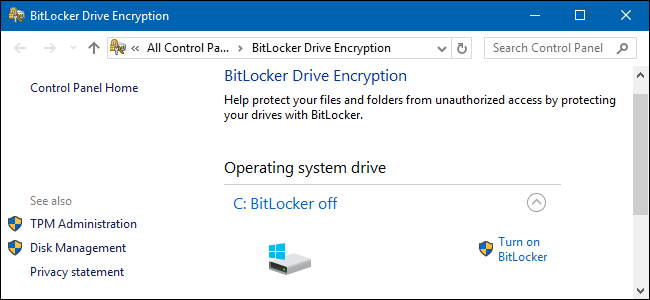 BitLocker Drive Encryption
All Control Pa... BitLocker Drive Encryption
Search Control Panel
Control Panel Home
BitLocker Drive Encryption
Help protect your files and folders from unauthorized access by protecting
your drives with BitLocker.
Operating system drive
C: BitLocker off
Turn on
BitLocker
See also
TPM Administration
Disk Management
Privacy statement